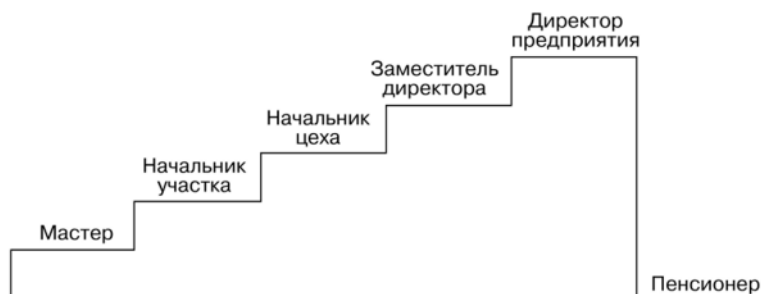 Директор
предприятия
Заместитель
директора
Начальник
цеха
Начальник
участка
Мастер
Пенсионер